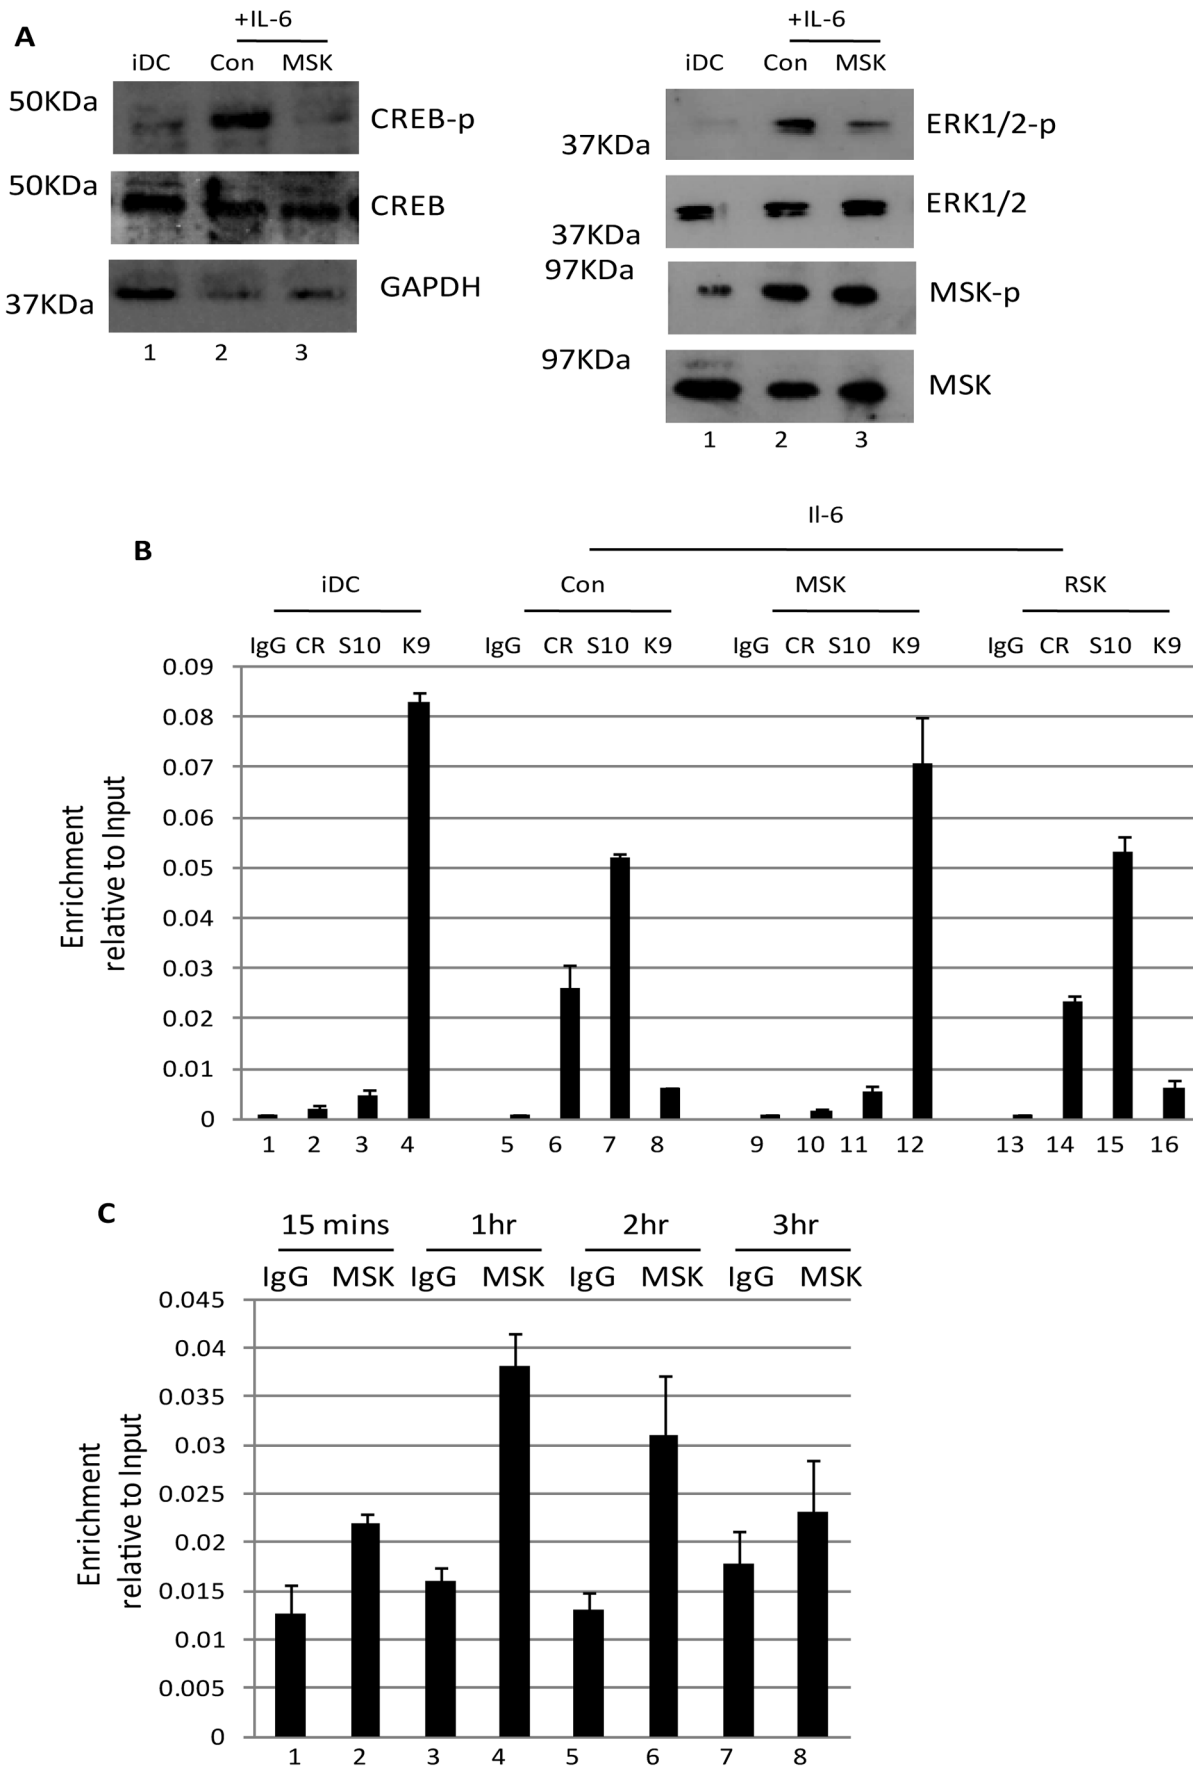 A
+IL-6
iDC Con MSK
50KDa
CREB-p
50KDa
CREB
37KDa
GAPDH
1 2 3
+IL-6
iDC Con MSK
37KDa
ERK1/2-p
37KDa
ERK1/2
97KDa
MSK-p
97KDa
MSK
1 2 3
B
Il-6
iDC Con MSK RSK
IgG CR S10 K9 IgG CR S10 K9 IgG CR S10 K9 IgG CR S10 K9
Enrichment
relative to Input
0.09
0.08
0.07
0.06
0.05
0.04
0.03
0.02
0.01
0
1 2 3 4 5 6 7 8 9 10 11 12 13 14 15 16
C
15 mins 1hr 2hr 3hr
IgG MSK IgG MSK IgG MSK IgG MSK
Enrichment
relative to Input
0.045
0.04
0.035
0.03
0.025
0.02
0.015
0.01
0.005
0
1 2 3 4 5 6 7 8